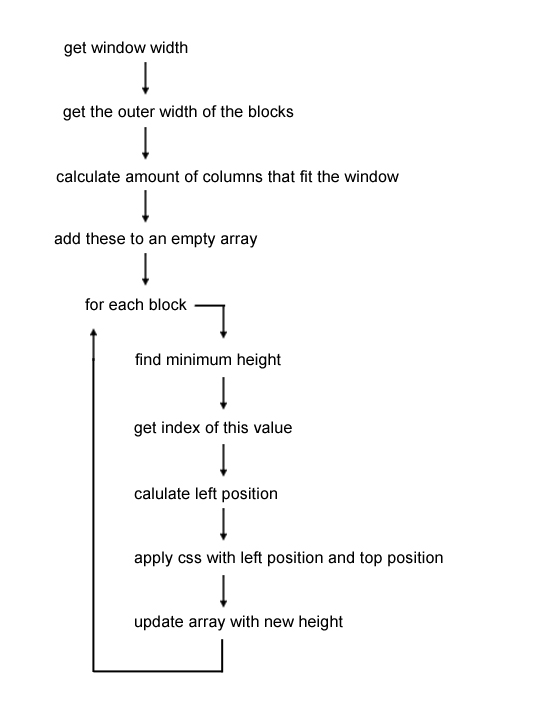 get window width
get the outer width of the blocks
calculate amount of columns that fit the window
add these to an empty array
for each block
find minimum height
get index of this value
calulate left position
apply css with left position and top position
update array with new height